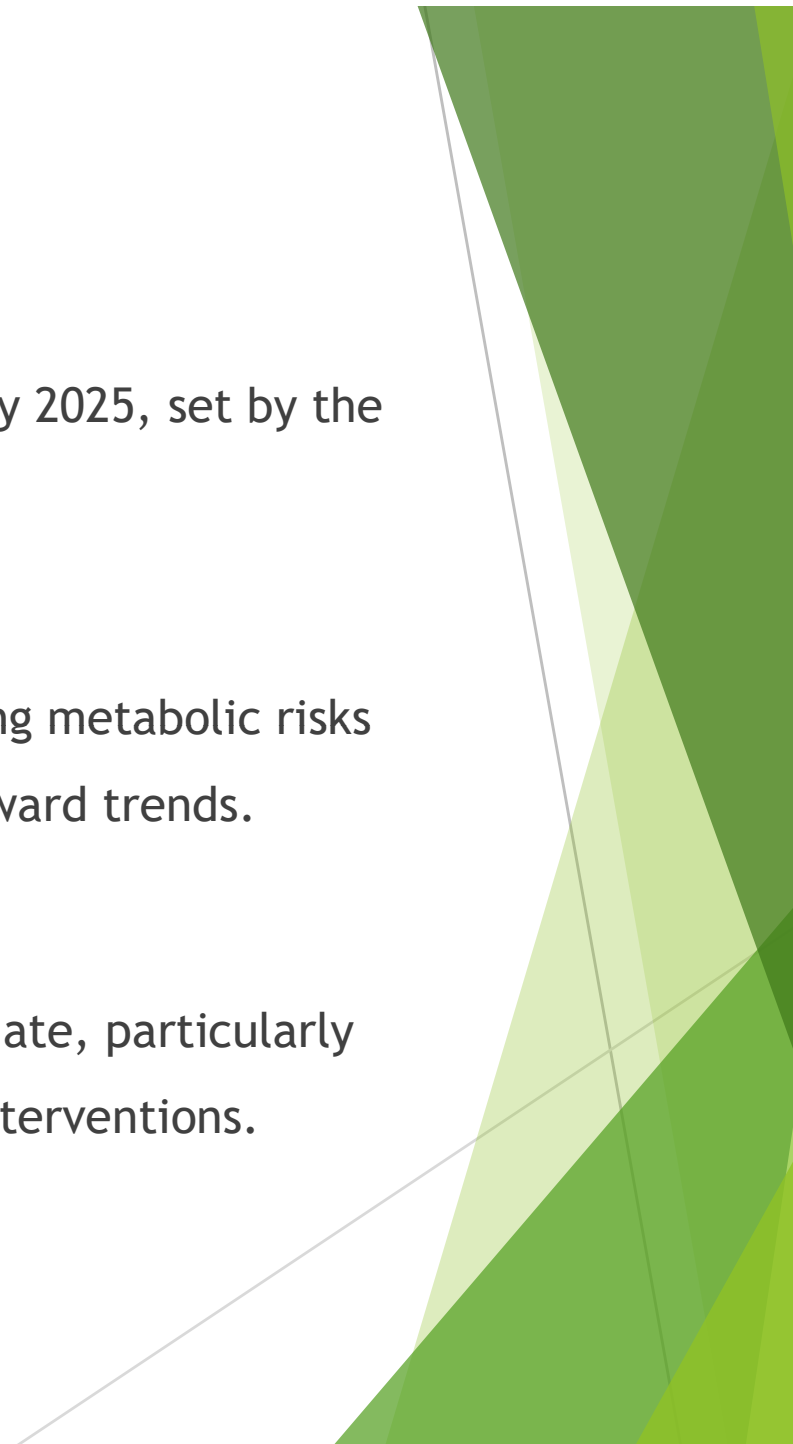 y 2025, set by the
ng metabolic risks
ward trends.
ate, particularly
terventions.